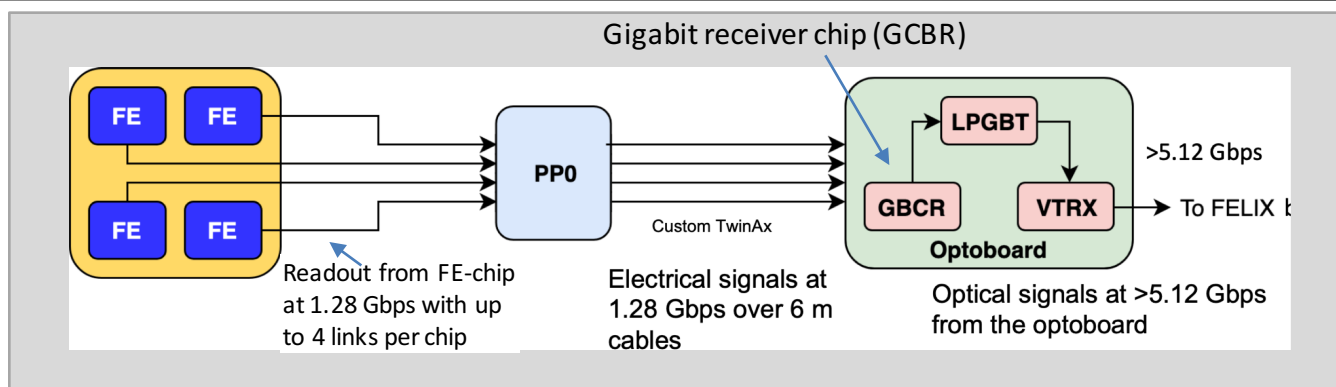 Gigabit receiver chip (GCBR)
FE
FE
FE
FE
PP0
LPGBT
GBCR
VTRX
Optoboard
>5.12 Gbps
To FELIX
Custom TwinAx
Readout from FE-chip
at 1.28 Gbps with up
to 4 links per chip
Electrical signals at
1.28 Gbps over 6 m
cables
Optical signals at >5.12 Gbps
from the optoboard